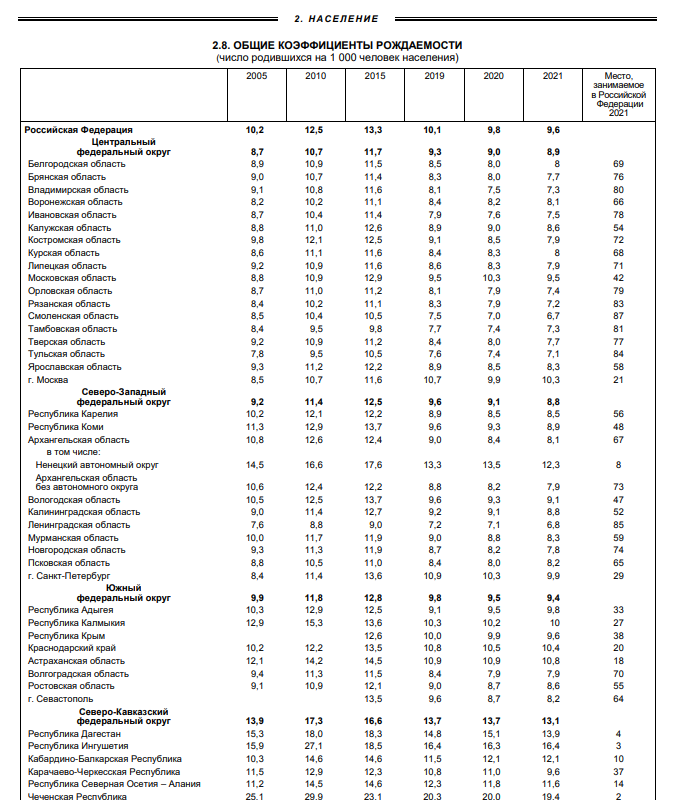 2. НАСЕЛЕНИЕ
2.8. ОБЩИЕ КОЭФФИЦИЕНТЫ РОЖДАЕМОСТИ
(число родившихся на 1 000 человек населения)
2005 2010 2015 2019 2020 2021 Место,
занимаемое
в Российской
Федерации
2021
Российская Федерация 10,2 12,5 13,3 10,1 9,8 9,6
Центральный
федеральный округ 8,7 10,7 11,7 9,3 9,0 8,9
Белгородская область 8,9 10,9 11,5 8,5 8,0 8 69
Брянская область 9,0 10,7 11,4 8,3 8,0 7,7 76
Владимирская область 9,1 10,8 11,6 8,1 7,5 7,3 80
Воронежская область 8,2 10,2 11,1 8,4 8,2 8,1 66
Ивановская область 8,7 10,4 11,4 7,9 7,6 7,5 78
Калужская область 8,8 11,0 12,6 8,9 9,0 8,6 54
Костромская область 9,8 12,1 12,5 9,1 8,5 7,9 72
Курская область 8,6 11,1 11,6 8,4 8,3 8 68
Липецкая область 9,2 10,9 11,6 8,6 8,3 7,9 71
Московская область 8,8 10,9 12,9 9,5 10,3 9,5 42
Орловская область 8,7 11,0 11,2 8,1 7,9 7,4 79
Рязанская область 8,4 10,2 11,1 8,3 7,9 7,2 83
Смоленская область 8,5 10,4 10,5 7,5 7,0 6,7 87
Тамбовская область 8,4 9,5 9,8 7,7 7,4 7,3 81
Тверская область 9,2 10,9 11,2 8,4 8,0 7,7 77
Тульская область 7,8 9,5 10,5 7,6 7,4 7,1 84
Ярославская область 9,3 11,2 12,2 8,9 8,5 8,3 58
г. Москва 8,5 10,7 11,6 10,7 9,9 10,3 21
Северо-Западный
федеральный округ 9,2 11,4 12,5 9,6 9,1 8,8
Республика Карелия 10,2 12,1 12,2 8,9 8,5 8,5 56
Республика Коми 11,3 12,9 13,7 9,6 9,3 8,9 48
Архангельская область 10,8 12,6 12,4 9,0 8,4 8,1 67
в том числе:
Ненецкий автономный округ 14,5 16,6 17,6 13,3 13,5 12,3 8
Архангельская область
без автономного округа 10,6 12,4 12,2 8,8 8,2 7,9 73
Вологодская область 10,5 12,5 13,7 9,6 9,3 9,1 47
Калининградская область 9,0 11,4 12,7 9,2 9,1 8,8 52
Ленинградская область 7,6 8,8 9,0 7,2 7,1 6,8 85
Мурманская область 10,0 11,7 11,9 9,0 8,8 8,3 59
Новгородская область 9,3 11,3 11,9 8,7 8,2 7,8 74
Псковская область 8,8 10,5 11,0 8,4 8,0 8,2 65
г. Санкт-Петербург 8,4 11,4 13,6 10,9 10,3 9,9 29
Южный
федеральный округ 9,9 11,8 12,8 9,8 9,5 9,4
Республика Адыгея 10,3 12,9 12,5 9,1 9,5 9,8 33
Республика Калмыкия 12,9 15,3 13,6 10,3 10,2 10 27
Республика Крым 12,6 10,0 9,9 9,6 38
Краснодарский край 10,2 12,2 13,5 10,8 10,5 10,4 20
Астраханская область 12,1 14,2 14,5 10,9 10,9 10,8 18
Волгоградская область 9,4 11,3 11,5 8,4 7,9 7,9 70
Ростовская область 9,1 10,9 12,1 9,0 8,7 8,6 55
г. Севастополь 13,5 9,6 8,7 8,2 64
Северо-Кавказский
федеральный округ 13,9 17,3 16,6 13,7 13,7 13,1
Республика Дагестан 15,3 18,0 18,3 14,8 15,1 13,9 4
Республика Ингушетия 15,9 27,1 18,5 16,4 16,3 16,4 3
Кабардино-Балкарская Республика 10,3 14,6 14,6 11,5 12,1 12,1 10
Карачаево-Черкесская Республика 11,5 12,9 12,3 10,8 11,0 9,6 37
Республика Северная Осетия – Алания 11,2 14,5 14,6 12,3 11,8 11,6 14
Чеченская Республика 25,1 29,9 23,1 20,3 20,0 19,4 2